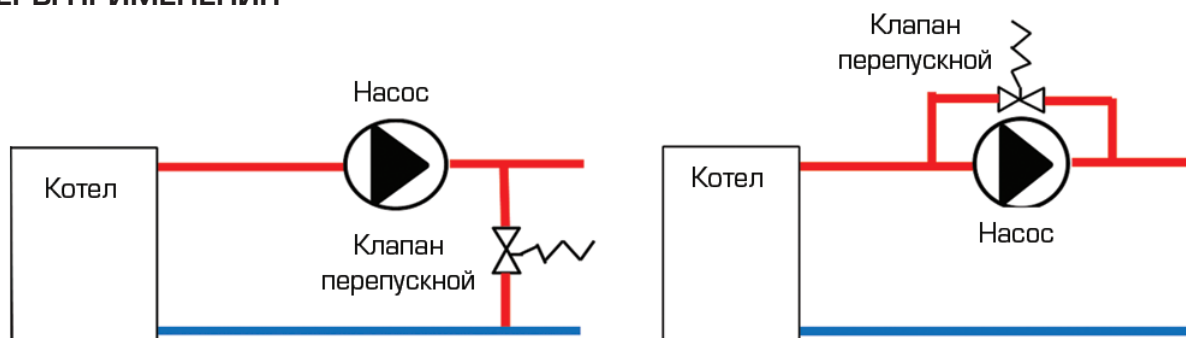 Насос
Котел
Клапан
перепускной
Клапан
перепускной
Котел
Насос